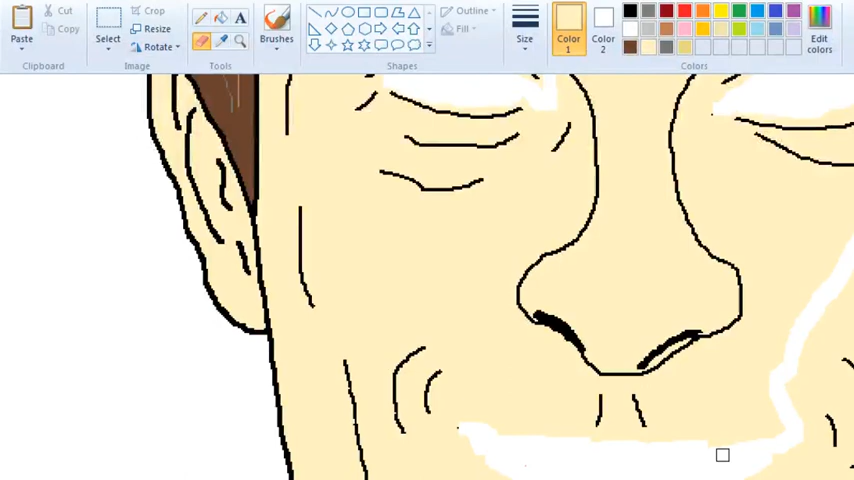 Cut
Copy
Paste
Clipboard
Crop
Resize
Rotate
Select
Image
A
Tools
Brushes
Outline
Fill
Shapes
Size
Color
1
Color
2
Edit
colors
Colors